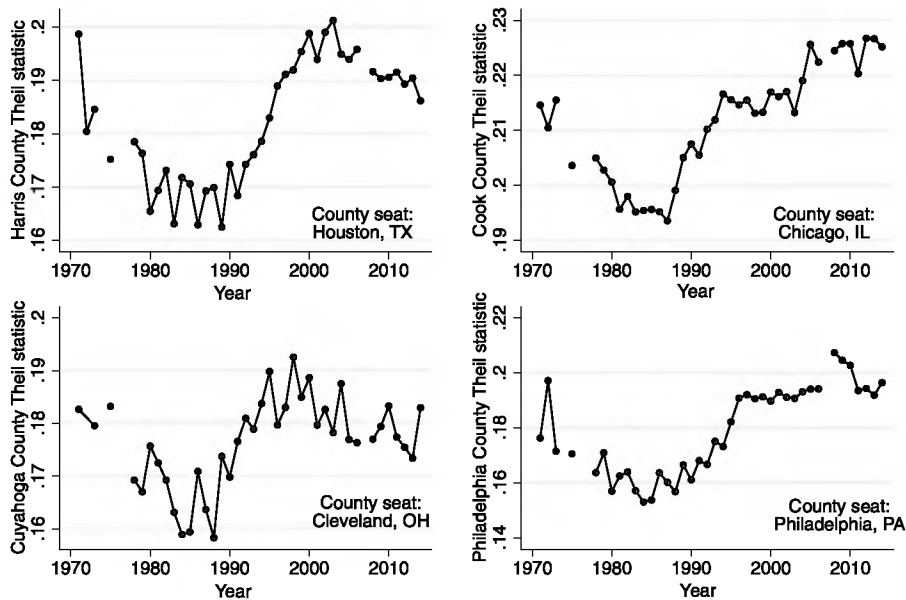 Harris County Theil statistic
.2
.19
.18
.17
.16
County seat:
Houston, TX
1970 1980 1990 2000 2010
Year
Cook County Theil statistic
.23
.22
.21
.2
.19
County seat:
Chicago, IL
1970 1980 1990 2000 2010
Year
Cuyahoga County Theil statistic
.2
.19
.18
.17
.16
County seat:
Cleveland, OH
1970 1980 1990 2000 2010
Year
Philadelphia County Theil statistic
.22
.2
.18
.16
.14
County seat:
Philadelphia, PA
1970 1980 1990 2000 2010
Year